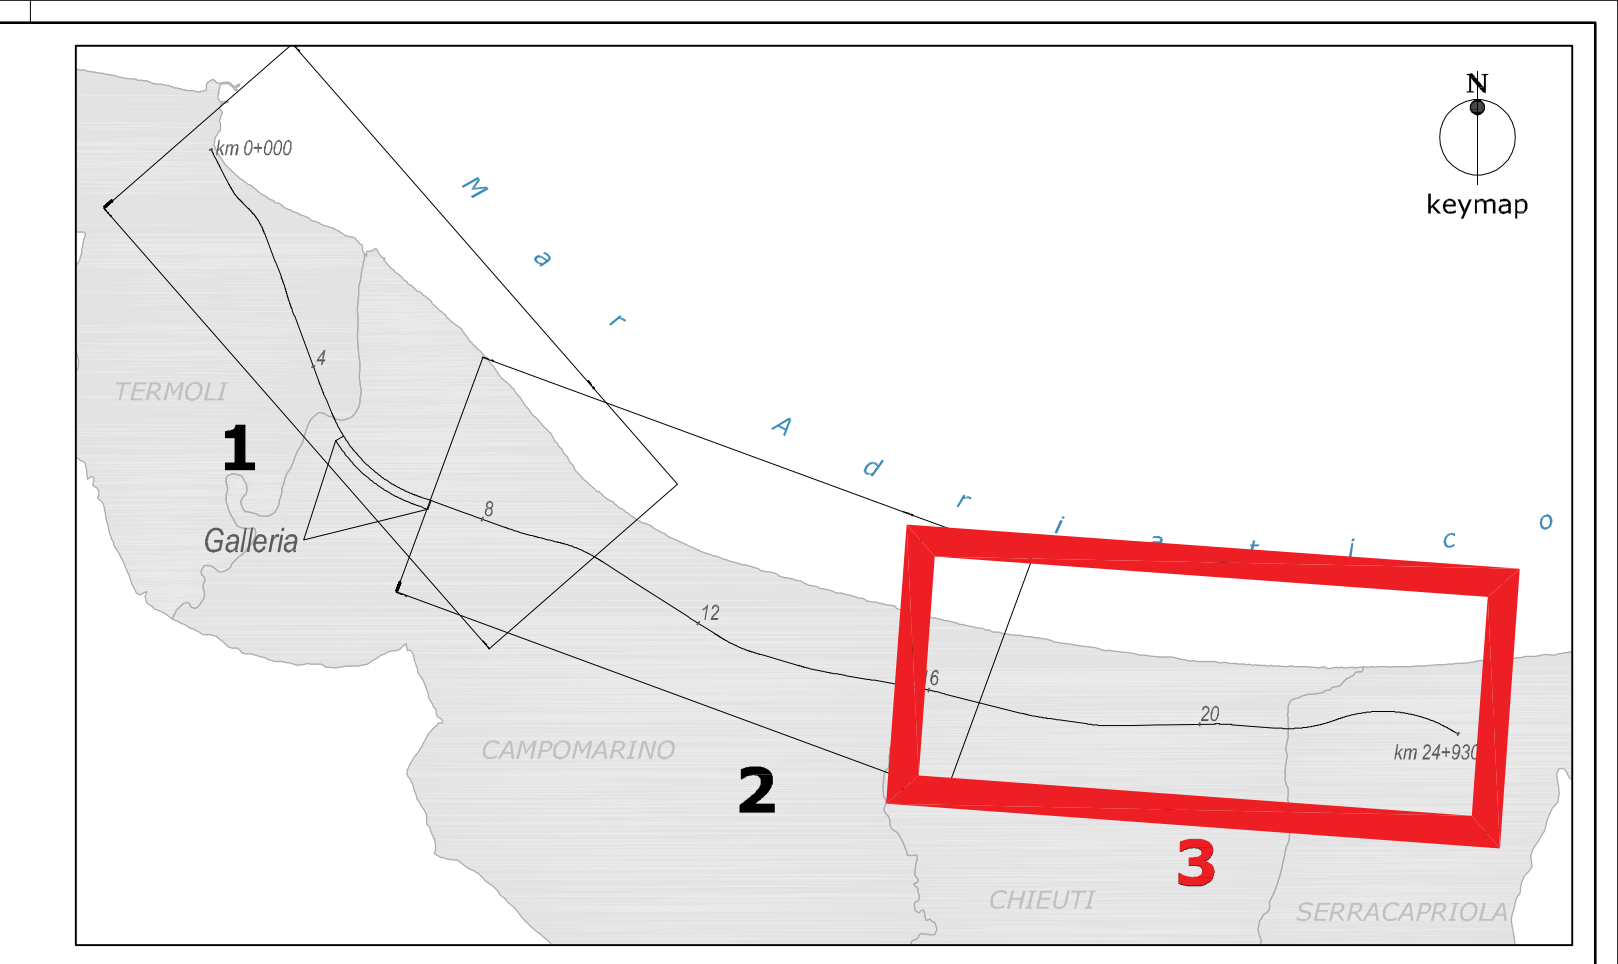 N
keymap
km 0+000
M a r
A d r i a t i c o
4
TERMOLI
1
8
Galleria
12
6
20
km 24+930
CAMPOMARINO
2
3
CHIEUTI
SERRACAPRIOLA